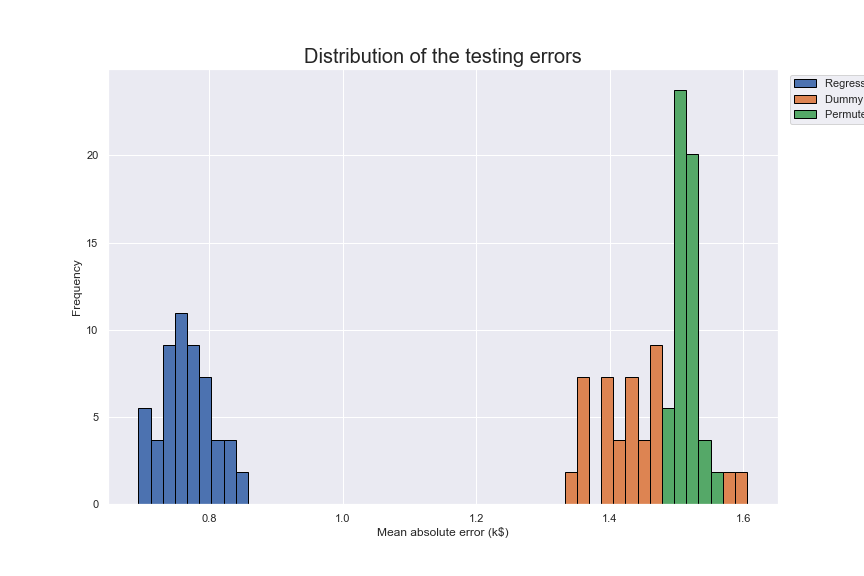 Distribution of the testing errors
Regress
Dummy
Permute
Frequency
20
15
10
5
0
0.8 1.0 1.2 1.4 1.6
Mean absolute error (k$)